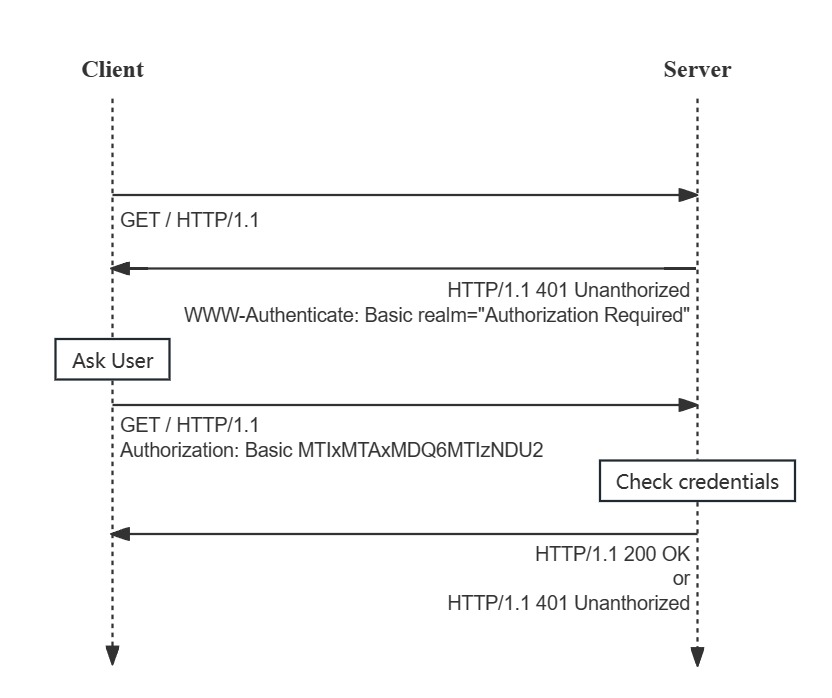 Client
Server
GET / HTTP/1.1
HTTP/1.1 401 Unanthorized
WWW-Authenticate: Basic realm="Authorization Required"
Ask User
GET / HTTP/1.1
Authorization: Basic MTIxMTAxMDQ6MTIzNDU2
Check credentials
HTTP/1.1 200 OK
or
HTTP/1.1 401 Unanthorized